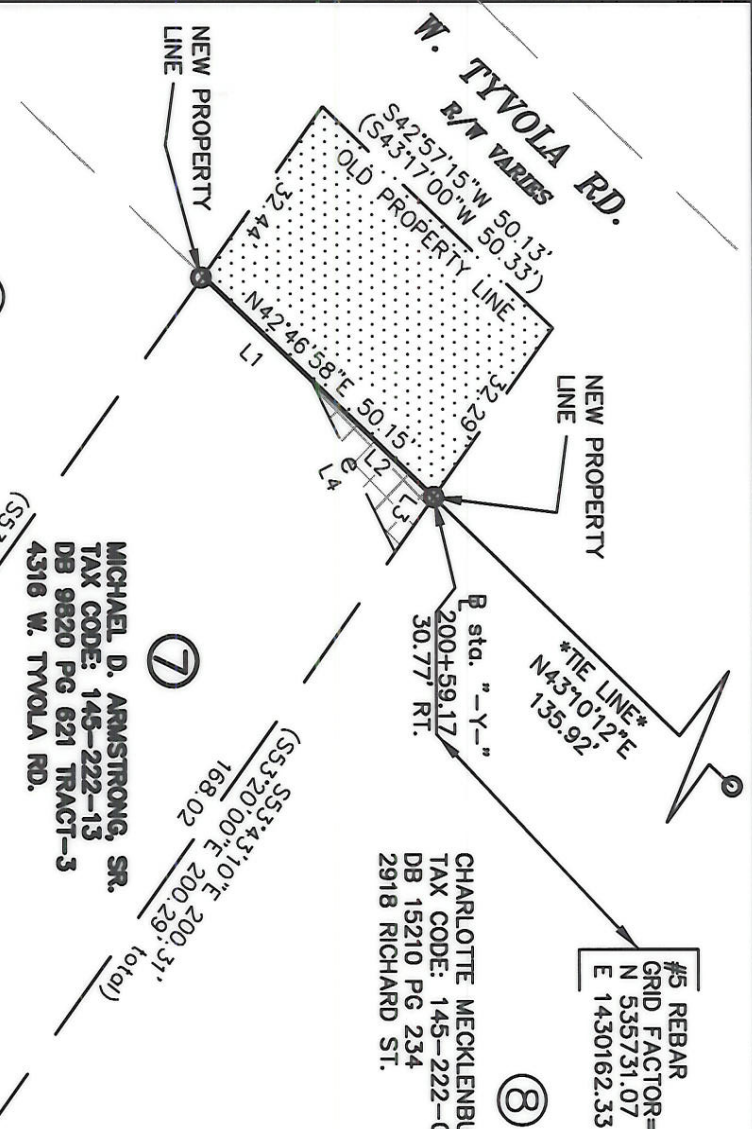 W. TYVOLA RD.
R/W VARIES
S42°57'15"W 50.13'
(S43°17'00"W 50.33')
OLD PROPERTY LINE
NEW PROPERTY
LINE
32.44'
N42°46'58"E 50.15'
L1
32.29'
L2
L3
e
L4
NEW PROPERTY
LINE
*TIE LINE*
N43°10'12"E
135.92'
BL sta. "-Y-"
200+59.17
30.77' RT.
#5 REBAR
GRID FACTOR=
N 535731.07
E 1430162.33
8
CHARLOTTE MECKLENBU
TAX CODE: 145-222-
DB 15210 PG 234
2918 RICHARD ST.
7
MICHAEL D. ARMSTRONG, SR.
TAX CODE: 145-222-13
DB 9820 PG 621 TRACT-3
4316 W. TYVOLA RD.
S53°43'10"E 200.31'
(S53°20'00"E 200.29' total)
168.02
(S53